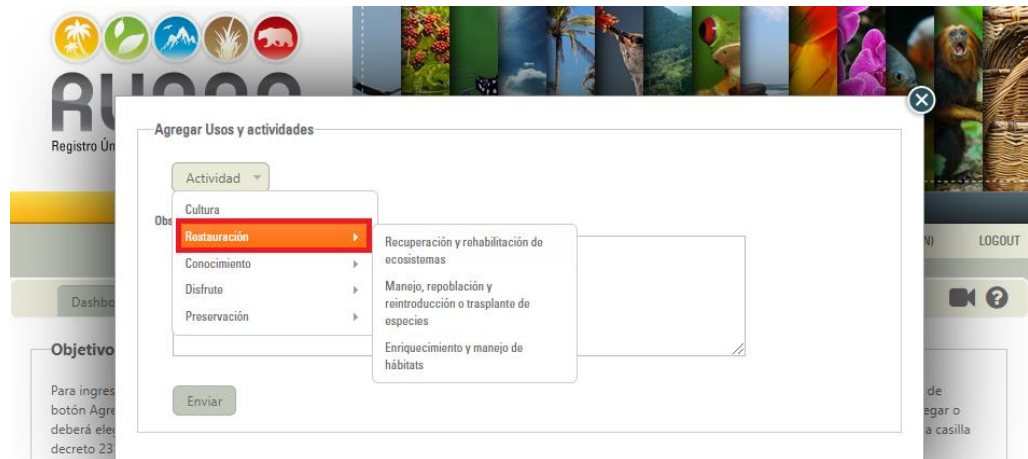 Registro Ún
Agregar Usos y actividades
Actividad
Obs
Cultura
Restauración
Conocimiento
Disfrute
Preservación
Recuperación y rehabilitación de
ecosistemas
Manejo, repoblación y
reintroducción o trasplante de
especies
Enriquecimiento y manejo de
hábitats
Enviar
N)
LOGOUT
Dashbo
Objetivo
Para ingres
de
botón Agre
egar o
deberá eleg
a casilla
decreto 23